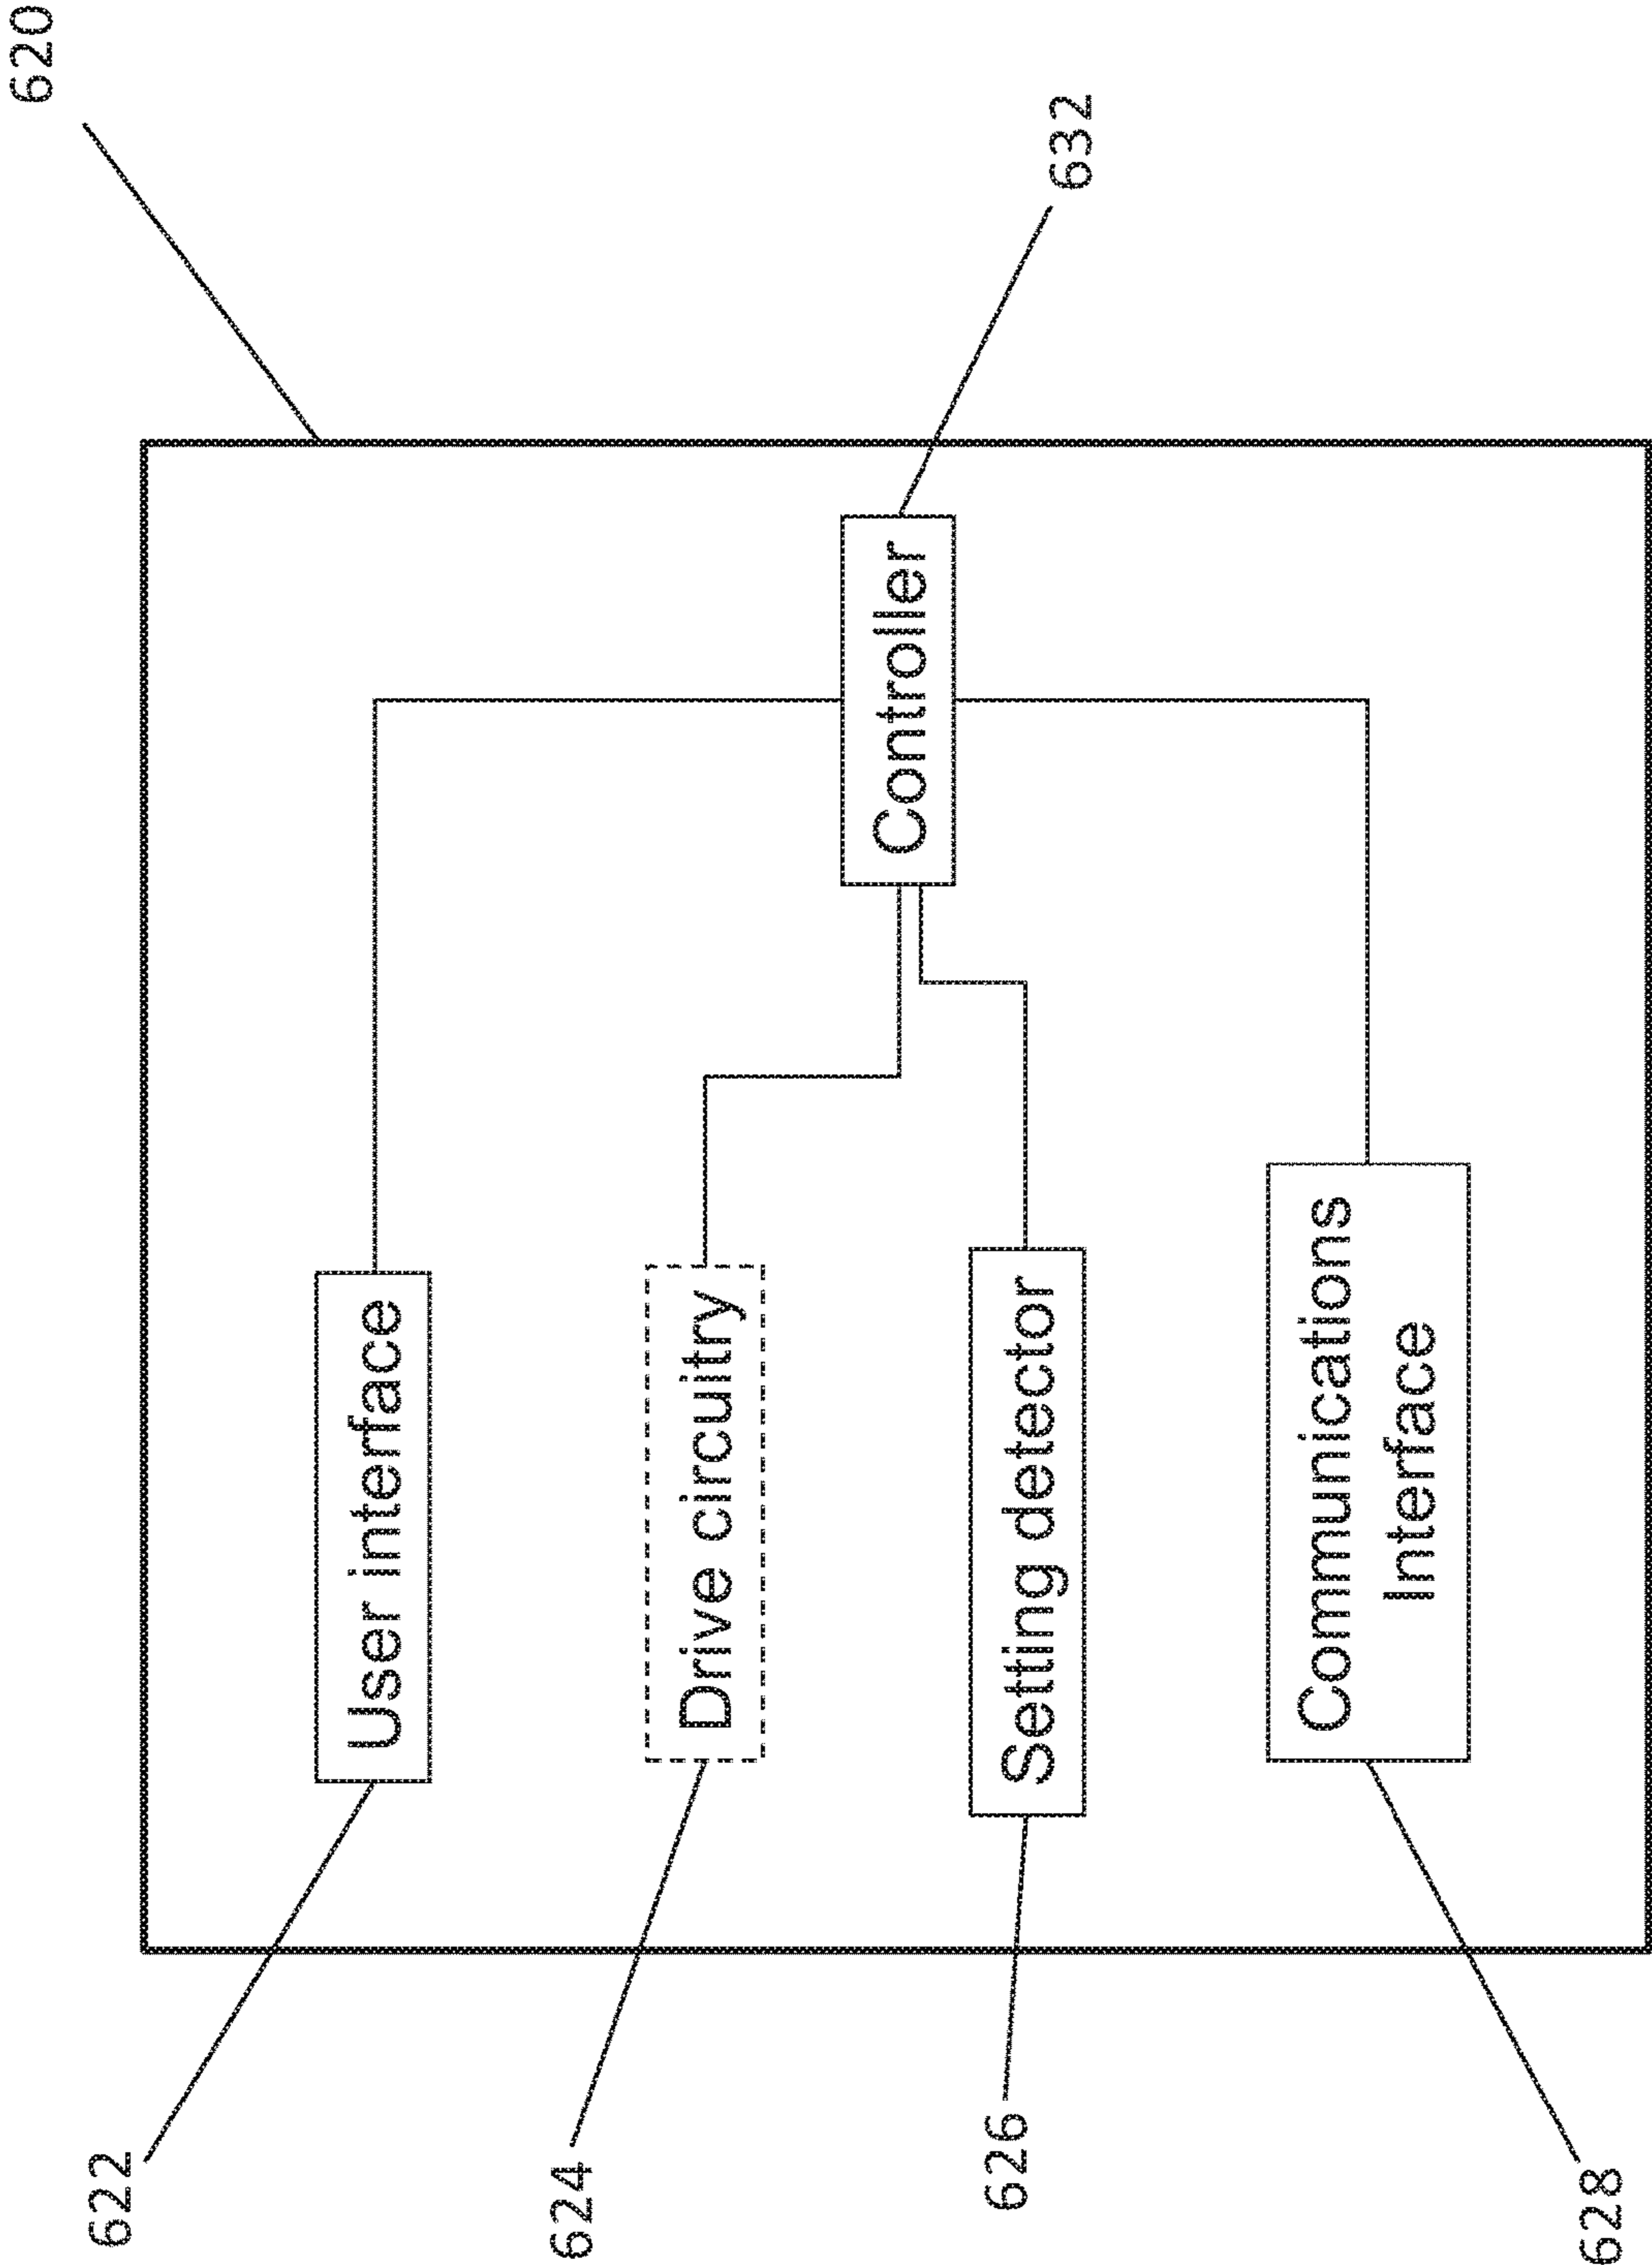 620
622
User interface
624
Drive circuitry
Controller
632
626
Setting detector
628
Communications
Interface